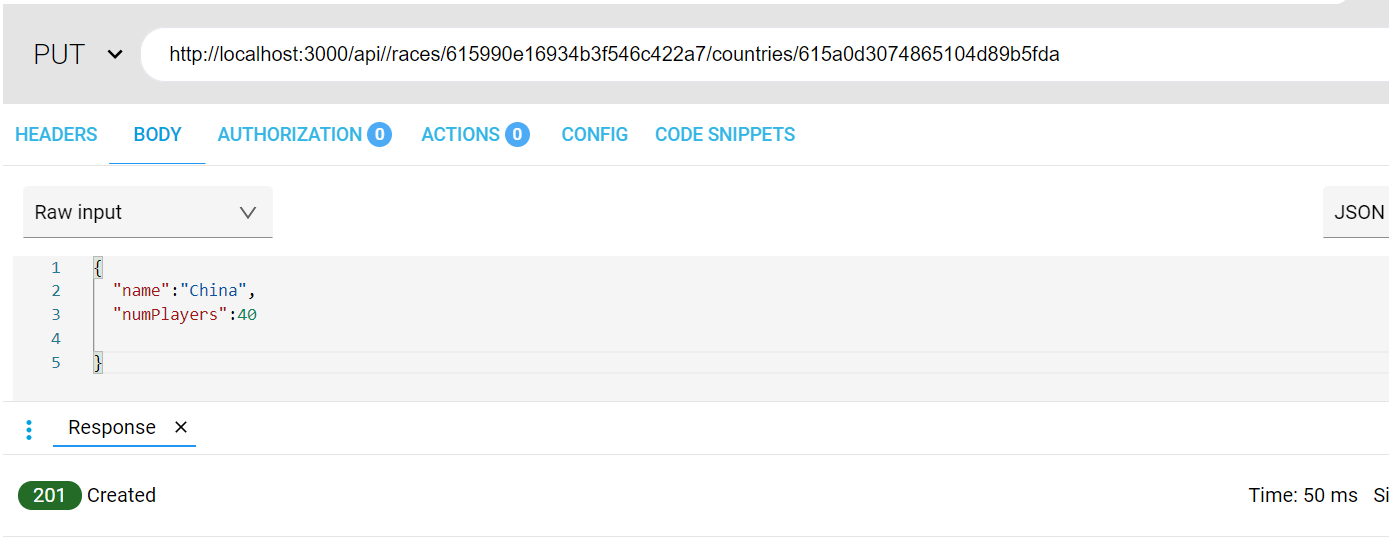 PUT http://localhost:3000/api//races/615990e16934b3f546c422a7/countries/615a0d3074865104d89b5fda
HEADERS BODY AUTHORIZATION 0 ACTIONS 0 CONFIG CODE SNIPPETS
Raw input JSON
1 {
2 "name":"China",
3 "numPlayers":40
4
5 }
Response ×
201 Created Time: 50 ms Si